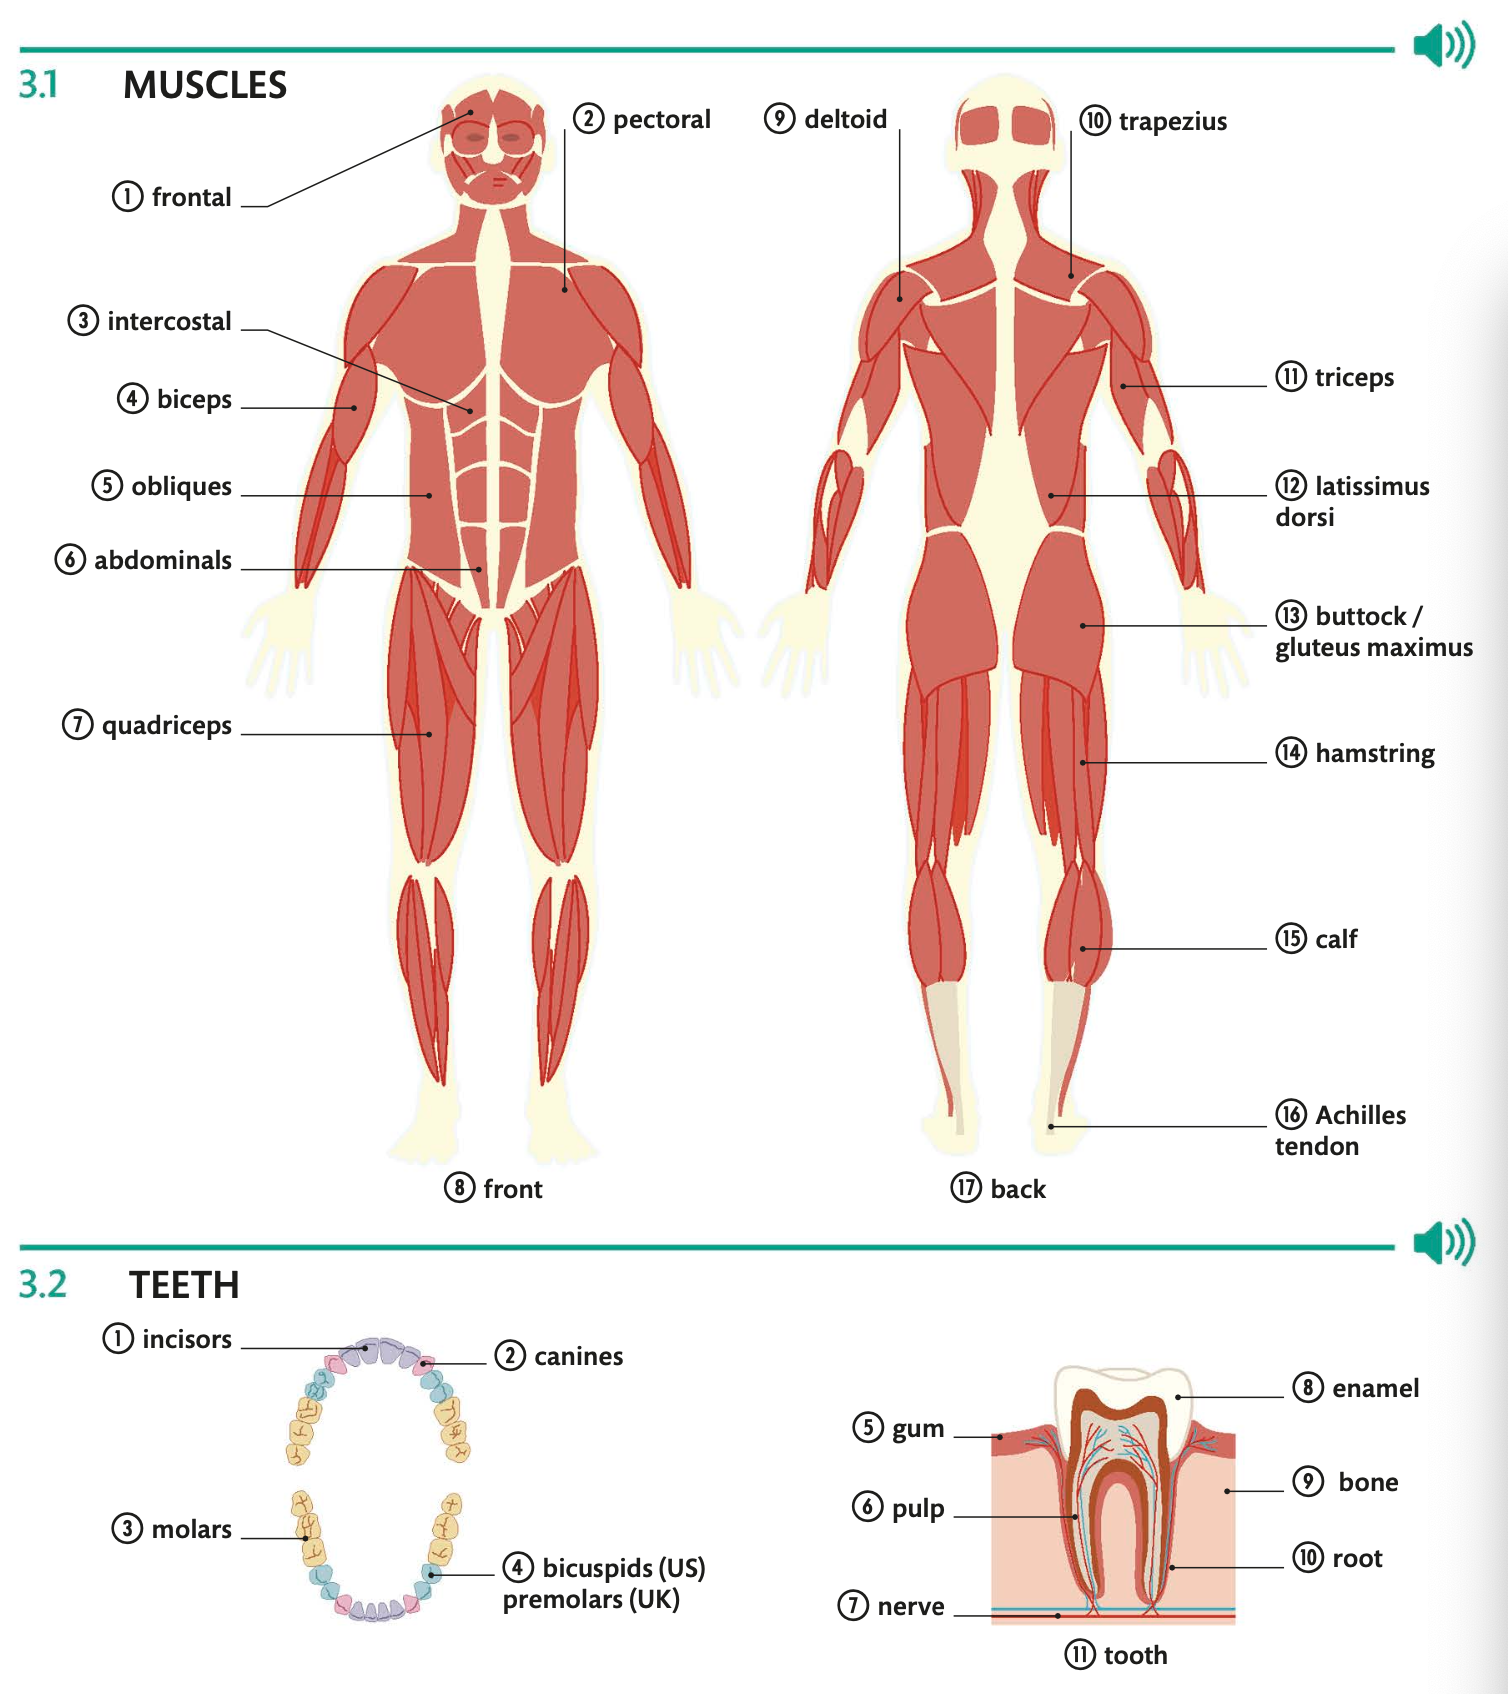 3.1 MUSCLES
① frontal
② pectoral
③ intercostal
④ biceps
⑤ obliques
⑥ abdominals
⑦ quadriceps
⑧ front
⑨ deltoid
⑩ trapezius
⑪ triceps
⑫ latissimus
dorsi
⑬ buttock /
gluteus maximus
⑭ hamstring
⑮ calf
⑯ Achilles
tendon
⑰ back
3.2 TEETH
① incisors
② canines
③ molars
④ bicuspids (US)
premolars (UK)
⑤ gum
⑥ pulp
⑦ nerve
⑧ enamel
⑨ bone
⑩ root
⑪ tooth